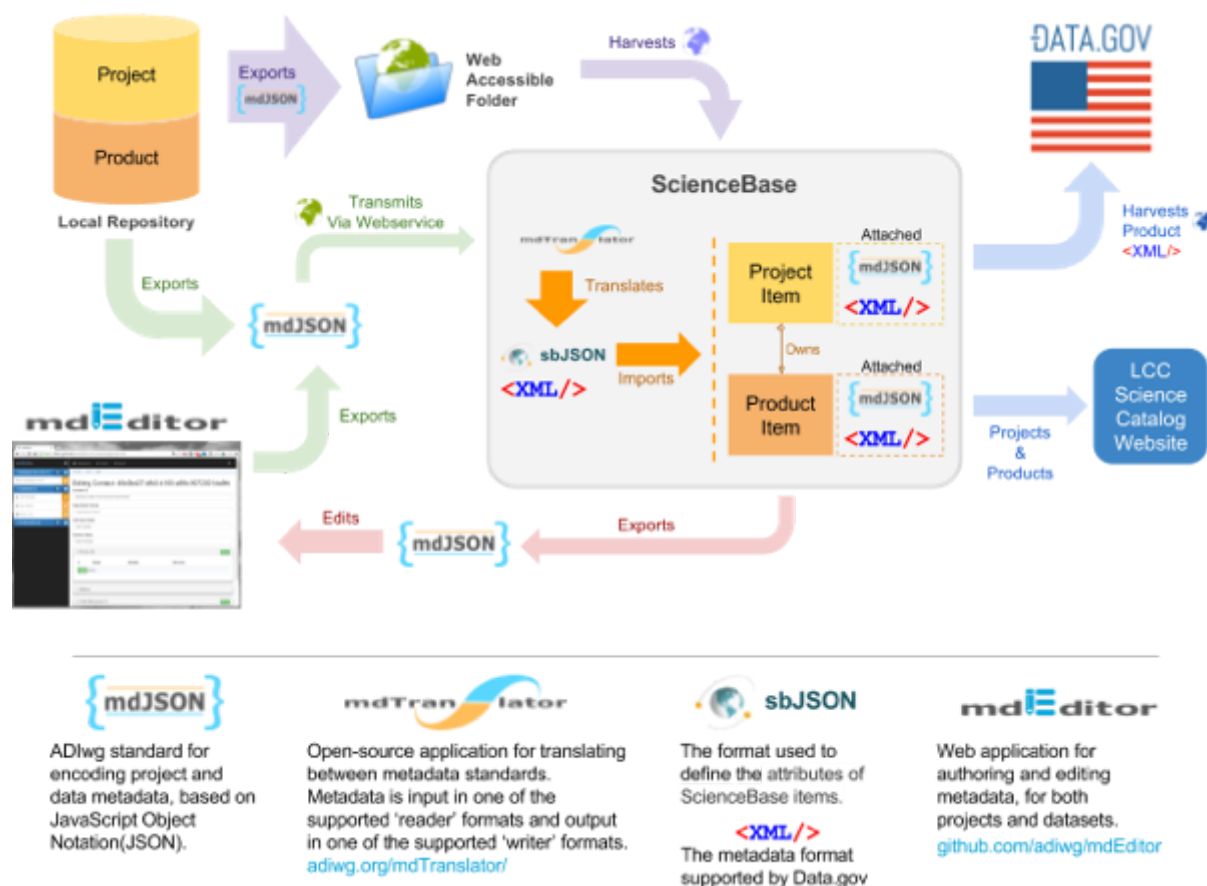 Project
Product
Local Repository
Exports
{mdJSON}
Web
Accessible
Folder
Harvests
DATA.GOV
Transmits
Via Webservice
Exports
{mdJSON}
Exports
ScienceBase
mdTranslator
Translates
sbJSON
<XML/>
Imports
Project
Item
Attached
{mdJSON}
<XML/>
Owns
Product
Item
Attached
{mdJSON}
<XML/>
Harvests
Product
<XML/>
Projects
&
Products
LCC
Science
Catalog
Website
mdEditor
Edits
{mdJSON}
Exports
{mdJSON}
ADIwg standard for
encoding project and
data metadata, based on
JavaScript Object
Notation(JSON).
mdTranslator
Open-source application for translating
between metadata standards.
Metadata is input in one of the
supported ‘reader’ formats and output
in one of the supported ‘writer’ formats.
adiwg.org/mdTranslator/
sbJSON
The format used to
define the attributes of
ScienceBase items.
<XML/>
The metadata format
supported by Data.gov
mdEditor
Web application for
authoring and editing
metadata, for both
projects and datasets.
github.com/adiwg/mdEditor